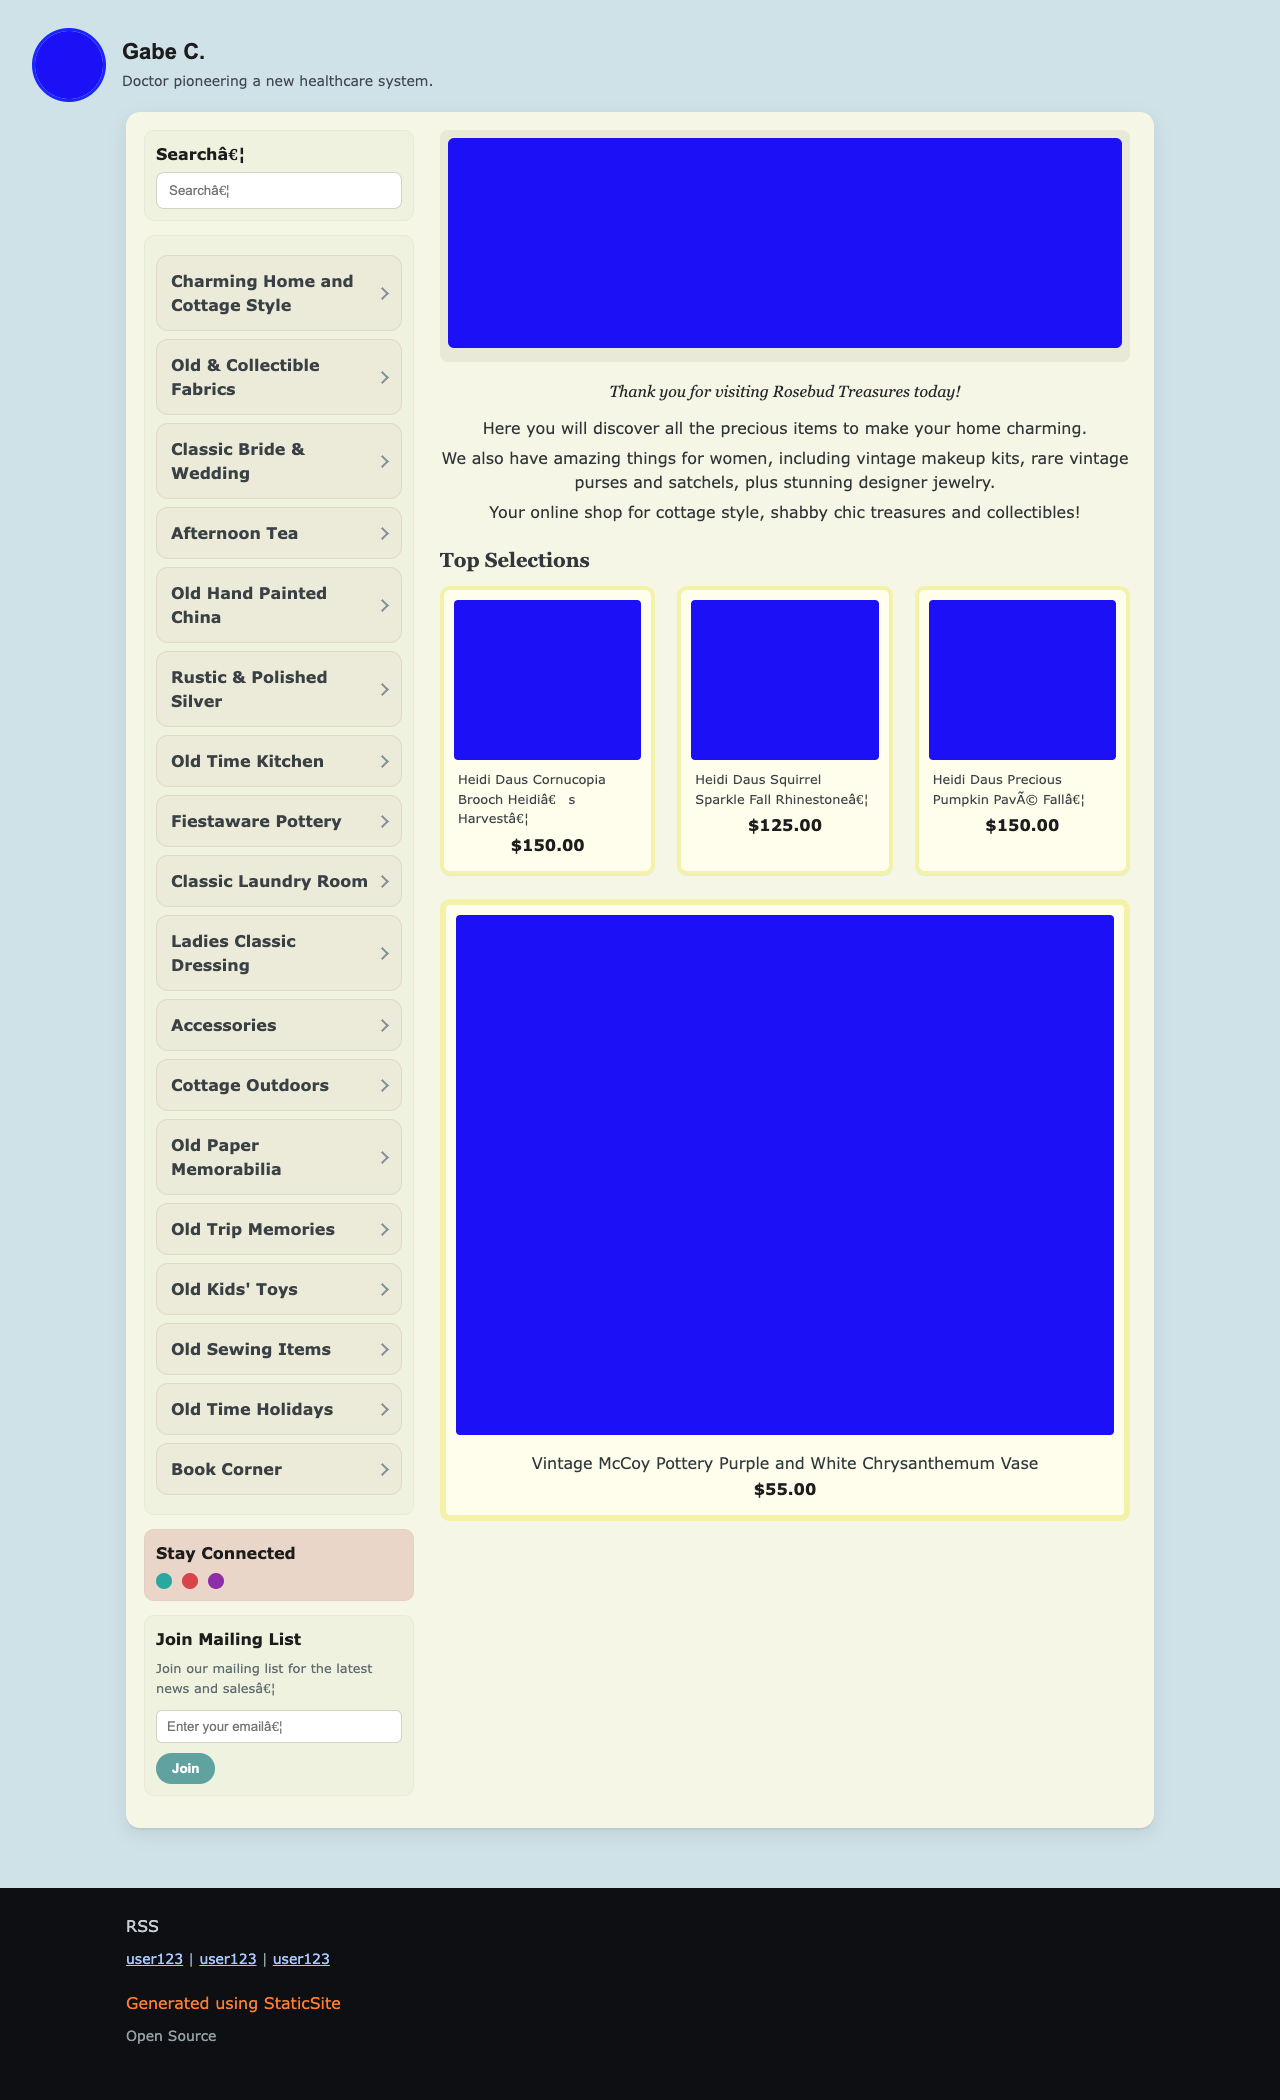 Gabe C.
Doctor pioneering a new healthcare system.
Searchâ€¦
Searchâ€¦
Charming Home and
Cottage Style
Old & Collectible
Fabrics
Classic Bride &
Wedding
Afternoon Tea
Old Hand Painted
China
Rustic & Polished
Silver
Old Time Kitchen
Fiestaware Pottery
Classic Laundry Room
Ladies Classic
Dressing
Accessories
Cottage Outdoors
Old Paper
Memorabilia
Old Trip Memories
Old Kids' Toys
Old Sewing Items
Old Time Holidays
Book Corner
Stay Connected
Join Mailing List
Join our mailing list for the latest
news and salesâ€¦
Enter your emailâ€¦
Join
Thank you for visiting Rosebud Treasures today!
Here you will discover all the precious items to make your home charming.
We also have amazing things for women, including vintage makeup kits, rare vintage
purses and satchels, plus stunning designer jewelry.
Your online shop for cottage style, shabby chic treasures and collectibles!
Top Selections
Heidi Daus Cornucopia
Brooch Heidiâ€ s
Harvestâ€¦
$150.00
Heidi Daus Squirrel
Sparkle Fall Rhinestoneâ€¦
$125.00
Heidi Daus Precious
Pumpkin PavÃ© Fallâ€¦
$150.00
Vintage McCoy Pottery Purple and White Chrysanthemum Vase
$55.00
RSS
user123 | user123 | user123
Generated using StaticSite
Open Source